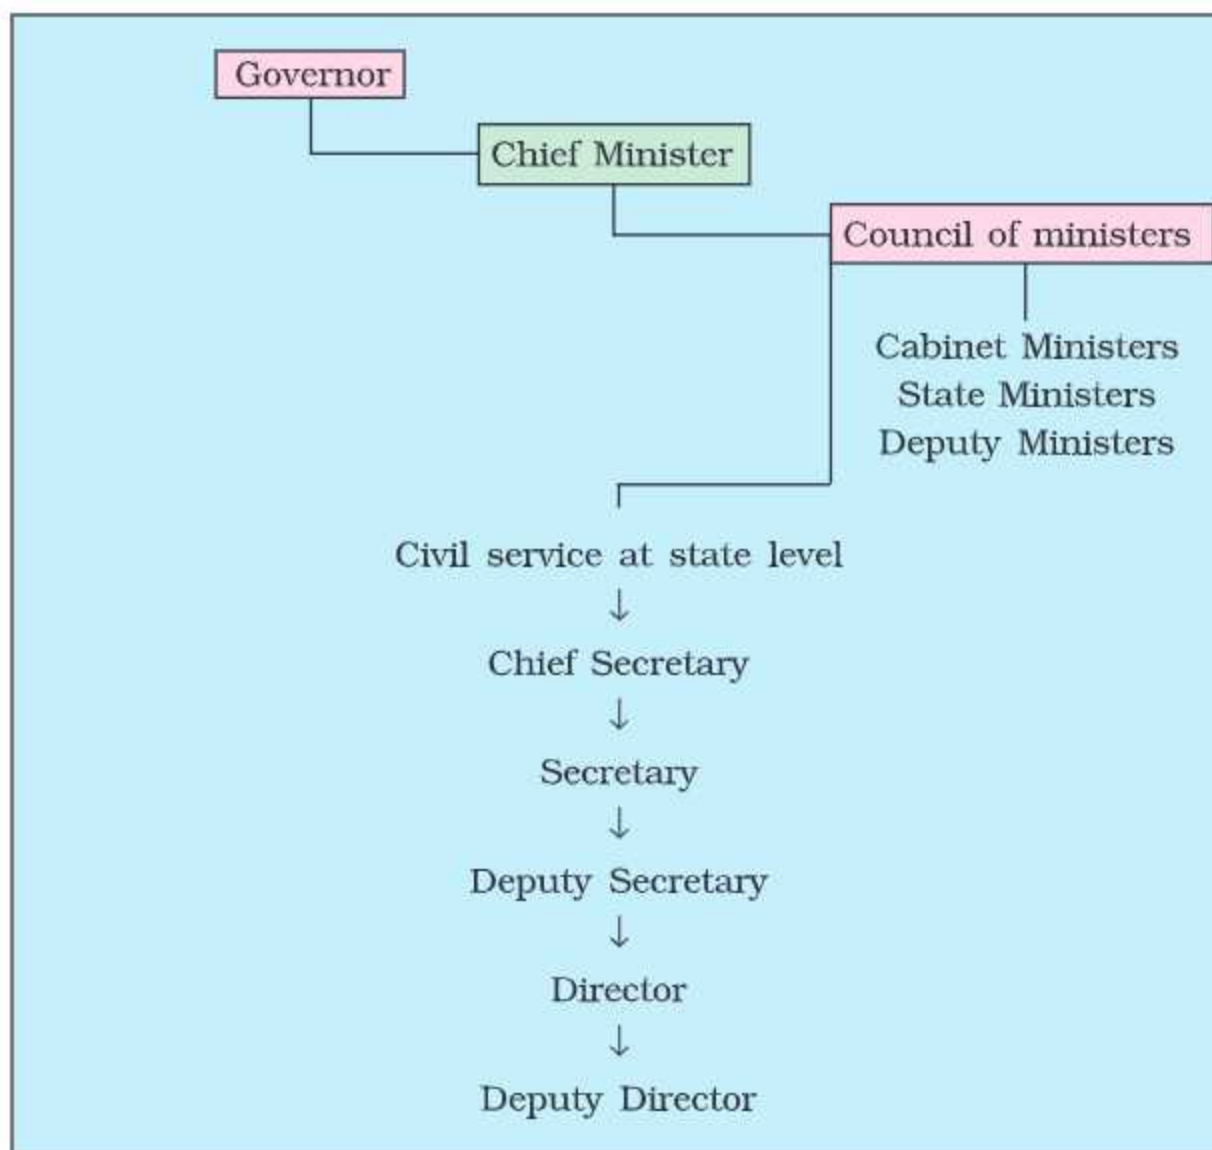 Governor
Chief Minister
Council of ministers
Cabinet Ministers
State Ministers
Deputy Ministers
Civil service at state level
↓
Chief Secretary
↓
Secretary
↓
Deputy Secretary
↓
Director
↓
Deputy Director